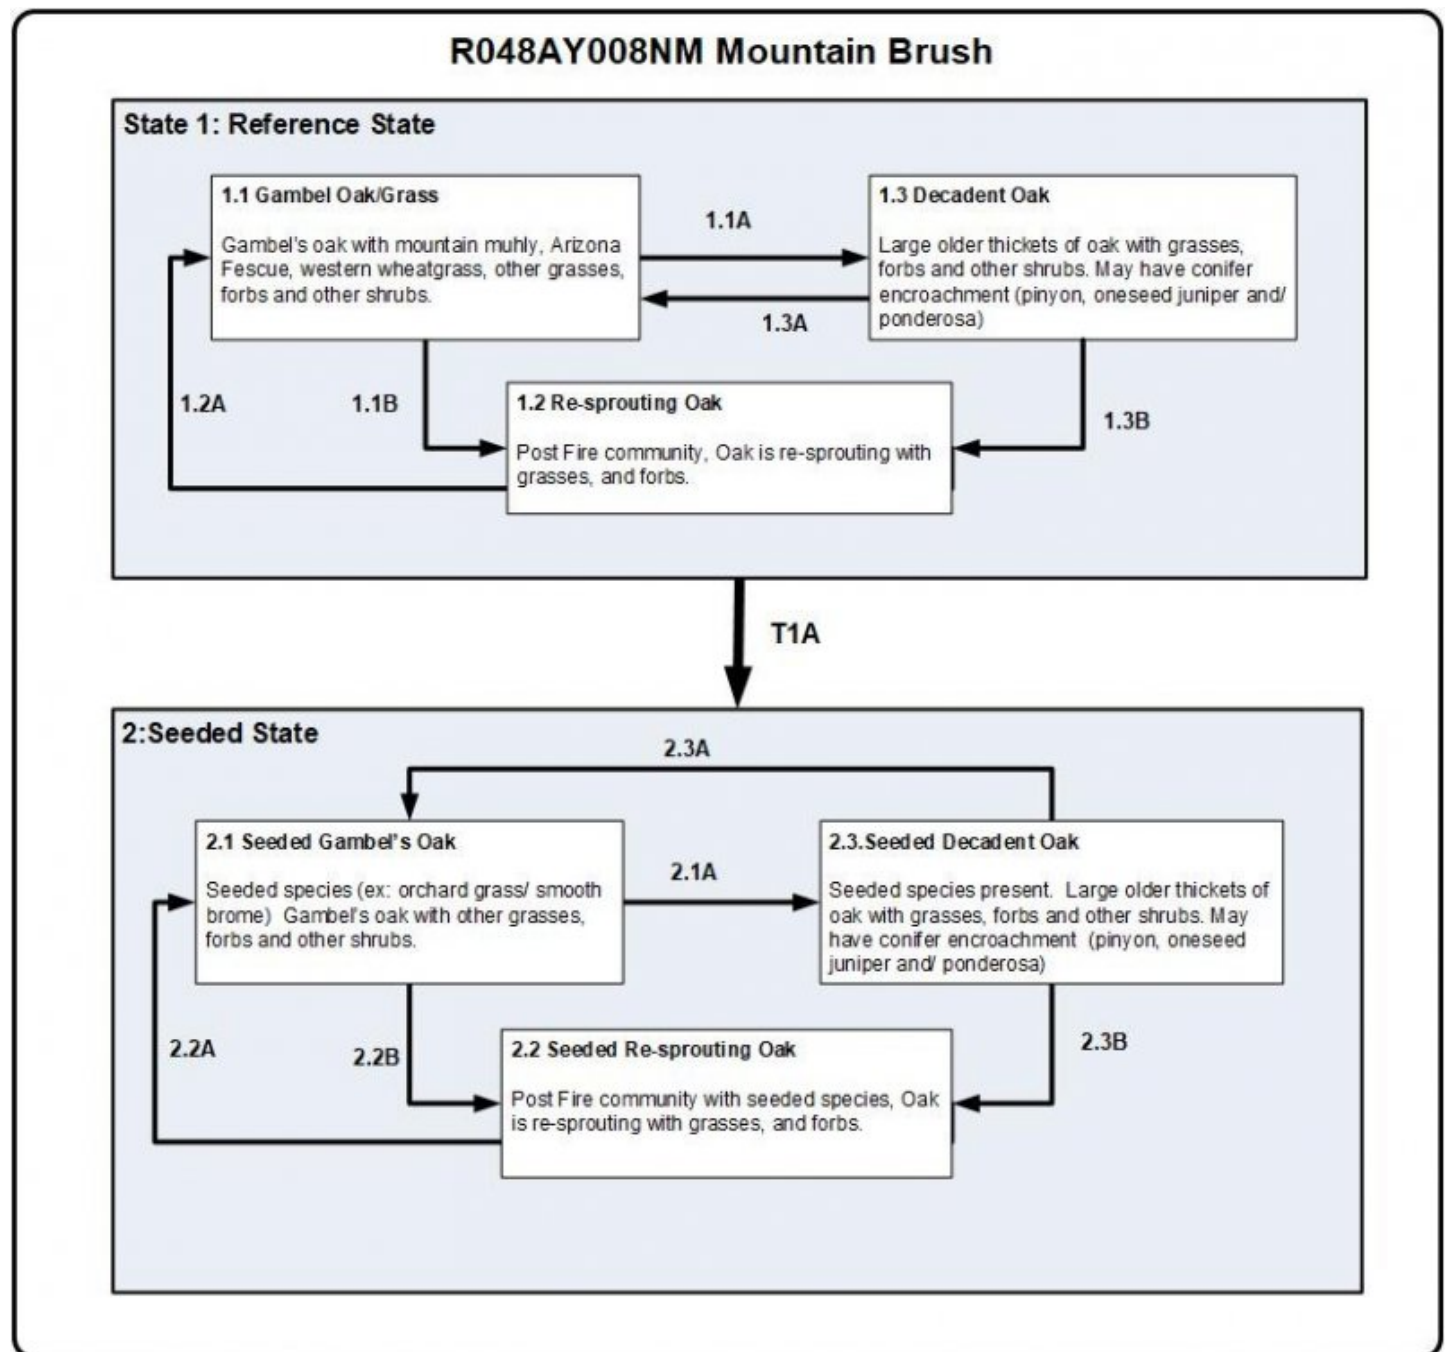 R048AY008NM Mountain Brush
State 1: Reference State
1.1 Gambel Oak/Grass
Gambel's oak with mountain muhly, Arizona
Fescue, western wheatgrass, other grasses,
forbs and other shrubs.
1.1A
1.3A
1.3 Decadent Oak
Large older thickets of oak with grasses,
forbs and other shrubs. May have conifer
encroachment (pinyon, oneseed juniper and/
ponderosa)
1.2A
1.1B
1.2 Re-sprouting Oak
Post Fire community, Oak is re-sprouting with
grasses, and forbs.
1.3B
T1A
2:Seeded State
2.3A
2.1 Seeded Gambel's Oak
Seeded species (ex: orchard grass/ smooth
brome) Gambel's oak with other grasses,
forbs and other shrubs.
2.1A
2.3.Seeded Decadent Oak
Seeded species present. Large older thickets of
oak with grasses, forbs and other shrubs. May
have conifer encroachment (pinyon, oneseed
juniper and/ ponderosa)
2.2A
2.2B
2.2 Seeded Re-sprouting Oak
Post Fire community with seeded species, Oak
is re-sprouting with grasses, and forbs.
2.3B